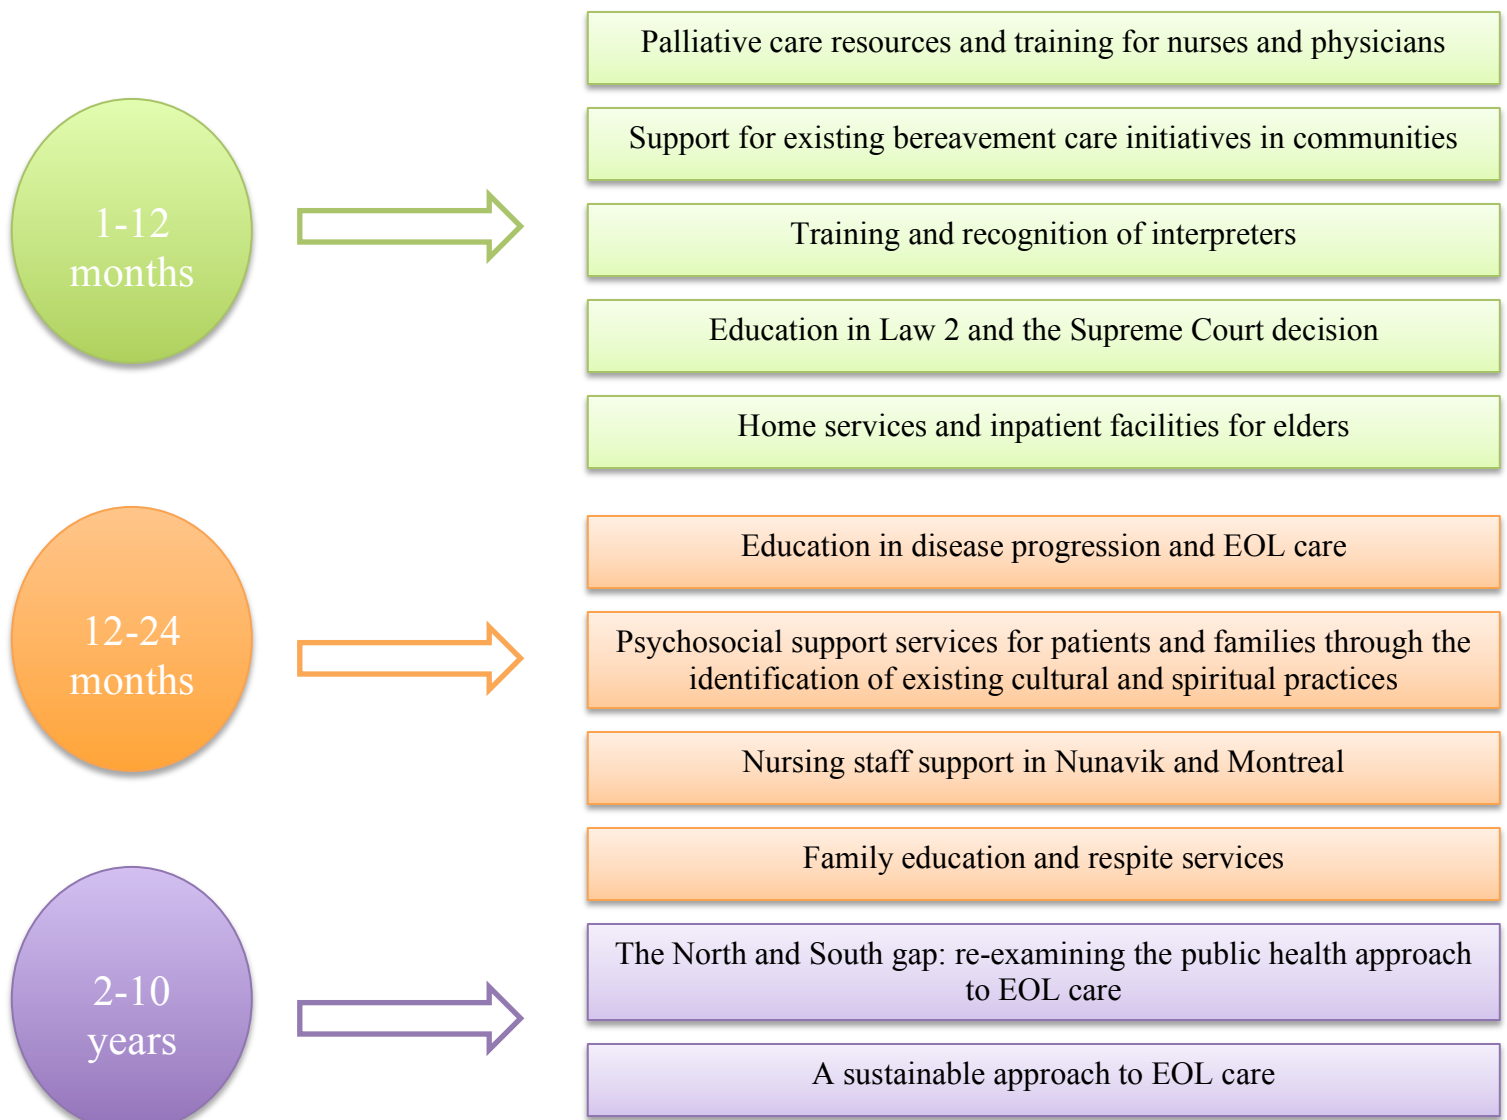 1-12
months
Palliative care resources and training for nurses and physicians
Support for existing bereavement care initiatives in communities
Training and recognition of interpreters
Education in Law 2 and the Supreme Court decision
Home services and inpatient facilities for elders
12-24
months
Education in disease progression and EOL care
Psychosocial support services for patients and families through the
identification of existing cultural and spiritual practices
Nursing staff support in Nunavik and Montreal
Family education and respite services
2-10
years
The North and South gap: re-examining the public health approach
to EOL care
A sustainable approach to EOL care